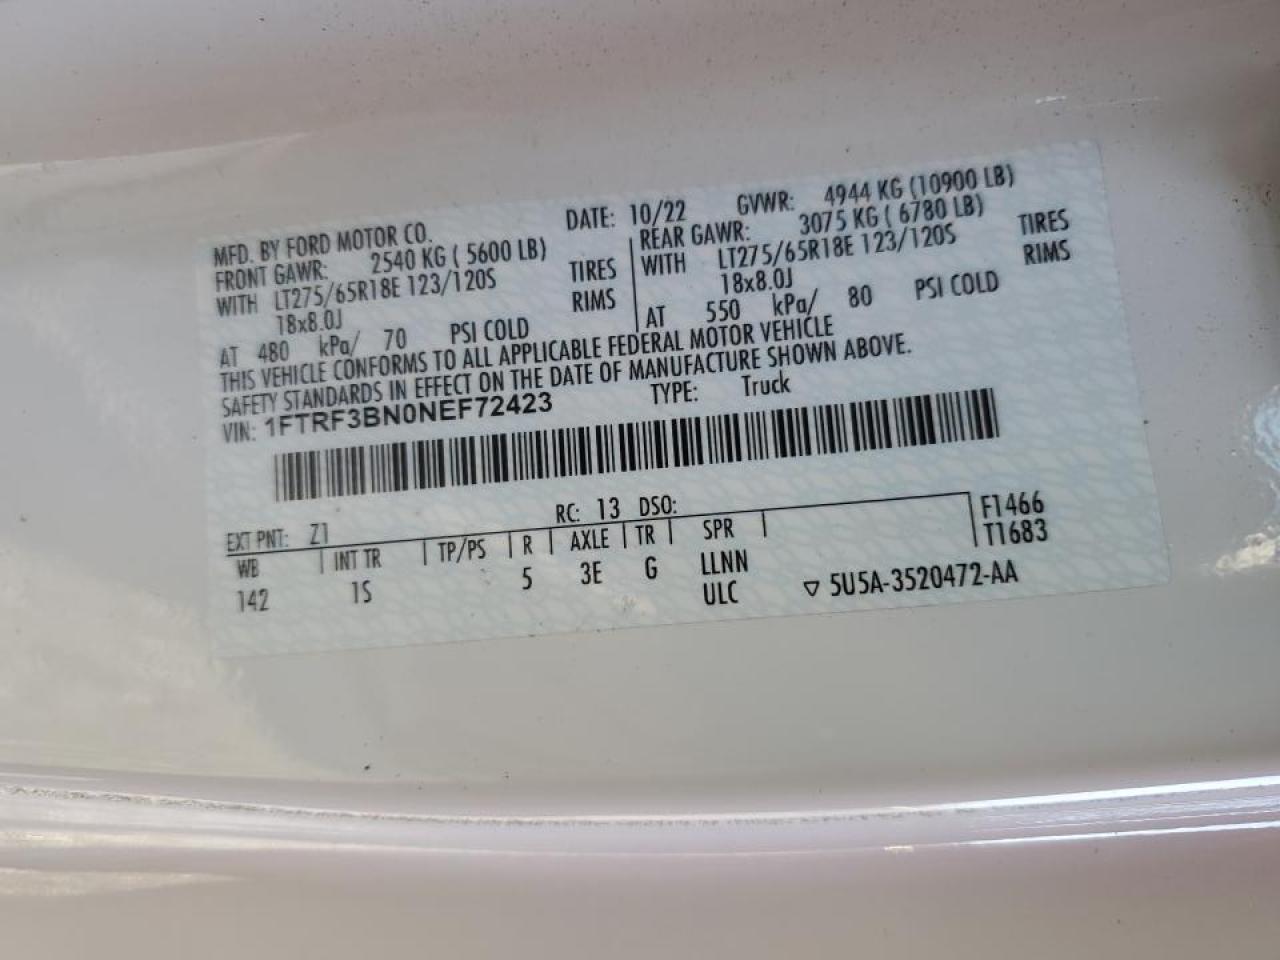 MFD. BY FORD MOTOR CO. DATE: 10/22 GVWR: 4944 KG (10900 LB)
FRONT GAWR: 2540 KG ( 5600 LB) REAR GAWR: 3075 KG ( 6780 LB)
WITH LT275/65R18E 123/120S TIRES WITH LT275/65R18E 123/120S TIRES
18x8.0J RIMS 18x8.0J RIMS
AT 480 kPa/ 70 PSI COLD AT 550 kPa/ 80 PSI COLD
THIS VEHICLE CONFORMS TO ALL APPLICABLE FEDERAL MOTOR VEHICLE
SAFETY STANDARDS IN EFFECT ON THE DATE OF MANUFACTURE SHOWN ABOVE.
VIN: 1FTRF3BN0NEF72423 TYPE: Truck
EXT PNT: Z1 RC: 13 DSO: F1466
WB INT TR TP/PS R AXLE TR SPR T1683
142 1S 5 3E G LLNN
ULC ▽ 5U5A-3520472-AA